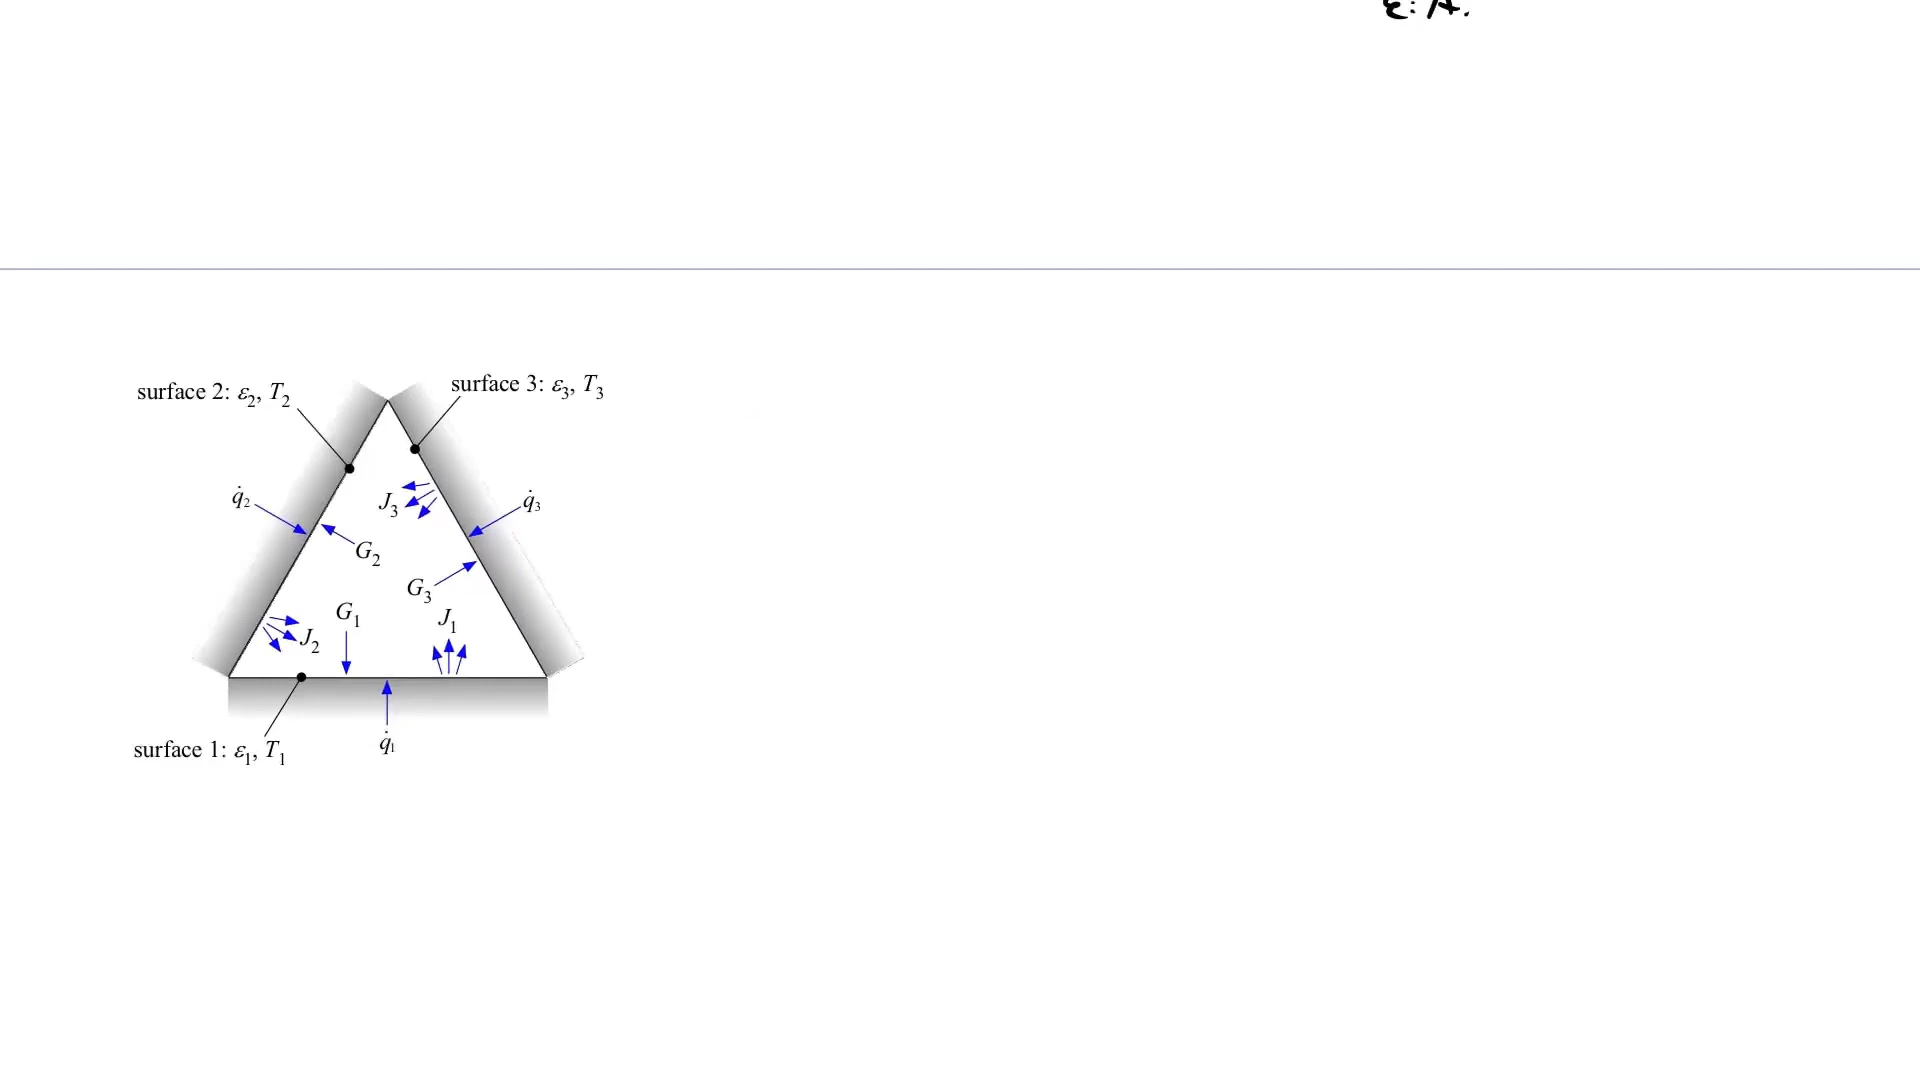 ε: A.
surface 2: ε₂, T₂
surface 3: ε₃, T₃
q̇₂
J₃
q̇₃
G₂
G₃
G₁
J₁
J₂
q̇₁
surface 1: ε₁, T₁